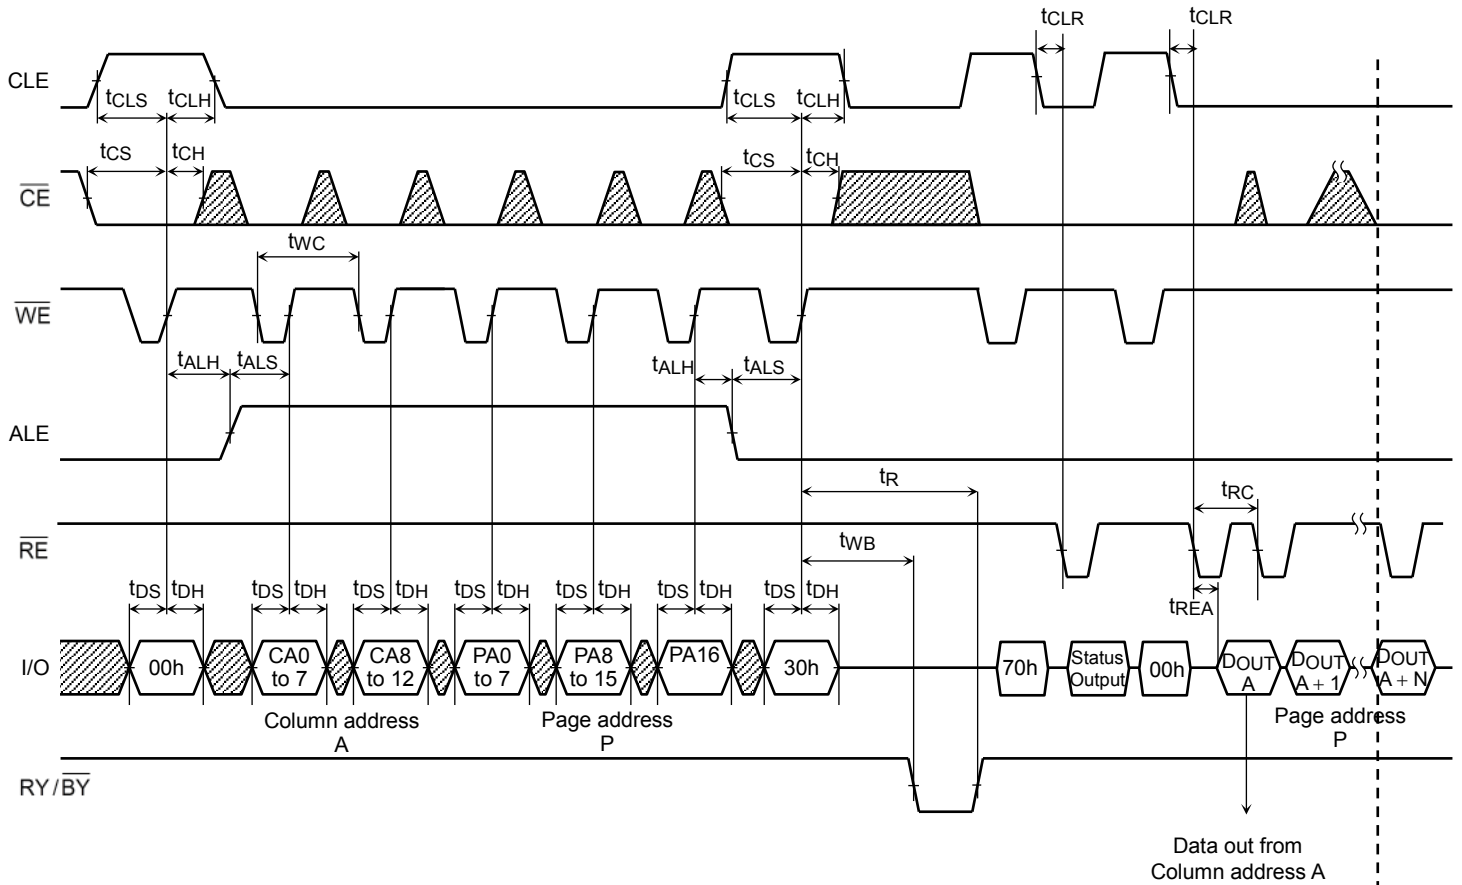 tCLR tCLR
CLE
tCLS tCLH tCLS tCLH
tCS tCH tCS tCH
CE
tWC
WE
tALH tALS tALH tALS
ALE
tR
tRC
RE
tWB
tDS tDH tDS tDH tDS tDH tDS tDH tDS tDH tDS tDH tDS tDH
tREA
I/O
00h
CA0
to 7
CA8
to 12
PA0
to 7
PA8
to 15
PA16
30h
70h
Status
Output
00h
DOUT
A
DOUT
A + 1
DOUT
A + N
Column address
A
Page address
P
Page address
P
RY/BY
Data out from
Column address A